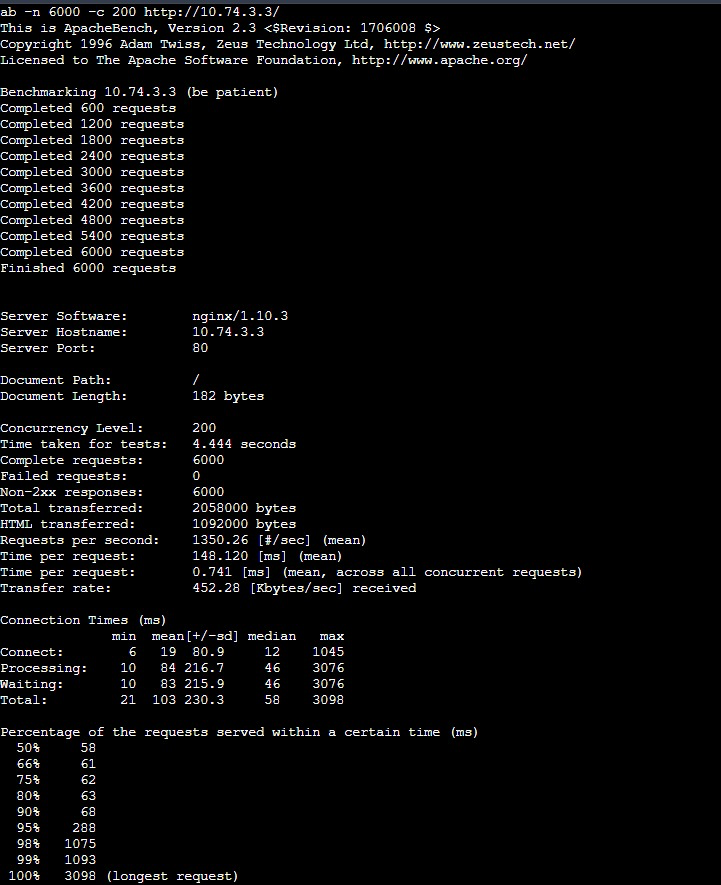 ab -n 6000 -c 200 http://10.74.3.3/
This is ApacheBench, Version 2.3 <$Revision: 1706008 $>
Copyright 1996 Adam Twiss, Zeus Technology Ltd, http://www.zeustech.net/
Licensed to The Apache Software Foundation, http://www.apache.org/

Benchmarking 10.74.3.3 (be patient)
Completed 600 requests
Completed 1200 requests
Completed 1800 requests
Completed 2400 requests
Completed 3000 requests
Completed 3600 requests
Completed 4200 requests
Completed 4800 requests
Completed 5400 requests
Completed 6000 requests
Finished 6000 requests


Server Software:        nginx/1.10.3
Server Hostname:        10.74.3.3
Server Port:            80

Document Path:          /
Document Length:        182 bytes

Concurrency Level:      200
Time taken for tests:   4.444 seconds
Complete requests:      6000
Failed requests:        0
Non-2xx responses:      6000
Total transferred:      2058000 bytes
HTML transferred:       1092000 bytes
Requests per second:    1350.26 [#/sec] (mean)
Time per request:       148.120 [ms] (mean)
Time per request:       0.741 [ms] (mean, across all concurrent requests)
Transfer rate:          452.28 [Kbytes/sec] received

Connection Times (ms)
              min  mean[+/-sd] median   max
Connect:        6   19  80.9     12    1045
Processing:    10   84 216.7     46    3076
Waiting:       10   83 215.9     46    3076
Total:         21  103 230.3     58    3098

Percentage of the requests served within a certain time (ms)
  50%     58
  66%     61
  75%     62
  80%     63
  90%     68
  95%    288
  98%   1075
  99%   1093
 100%   3098 (longest request)